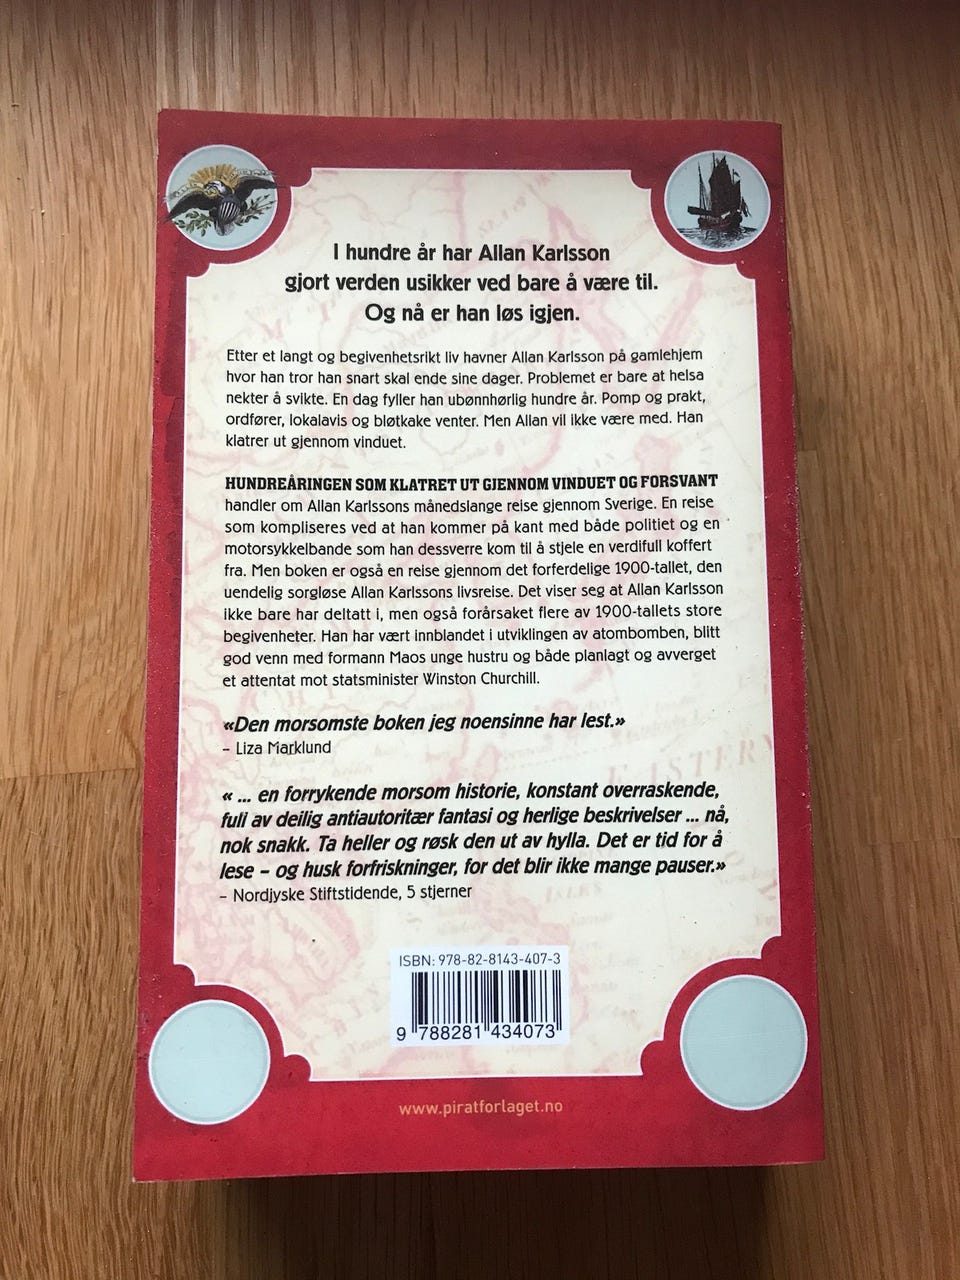 I hundre år har Allan Karlsson
gjort verden usikker ved bare å være til.
Og nå er han løs igjen.
Etter et langt og begivenhetsrikt liv havner Allan Karlsson på gamlehjem
hvor han tror han snart skal ende sine dager. Problemet er bare at helsa
nekter å svikte. En dag fyller han ubønnhørlig hundre år. Pomp og prakt,
ordfører, lokalavis og bløtkake venter. Men Allan vil ikke være med. Han
klatrer ut gjennom vinduet.
HUNDREÅRINGEN SOM KLATRET UT GJENNOM VINDUET OG FORSVANT
handler om Allan Karlssons månedslange reise gjennom Sverige. En reise
som kompliseres ved at han kommer på kant med både politiet og en
motorsykkelbande som han dessverre kom til å stjele en verdifull koffert
fra. Men boken er også en reise gjennom det forferdelige 1900-tallet, den
uendelig sorgløse Allan Karlssons livsreise. Det viser seg at Allan Karlsson
ikke bare har deltatt i, men også forårsaket flere av 1900-tallets store
begivenheter. Han har vært innblandet i utviklingen av atombomben, blitt
god venn med formann Maos unge hustru og både planlagt og avverget
et attentat mot statsminister Winston Churchill.
«Den morsomste boken jeg noensinne har lest.»
– Liza Marklund
« ... en forrykende morsom historie, konstant overraskende,
full av deilig antiautoritær fantasi og herlige beskrivelser ... nå,
nok snakk. Ta heller og røsk den ut av hylla. Det er tid for å
lese – og husk forfriskninger, for det blir ikke mange pauser.»
– Nordjyske Stiftstidende, 5 stjerner
EASTERN
ISBN: 978-82-8143-407-3
9 788281 434073
www.piratforlaget.no